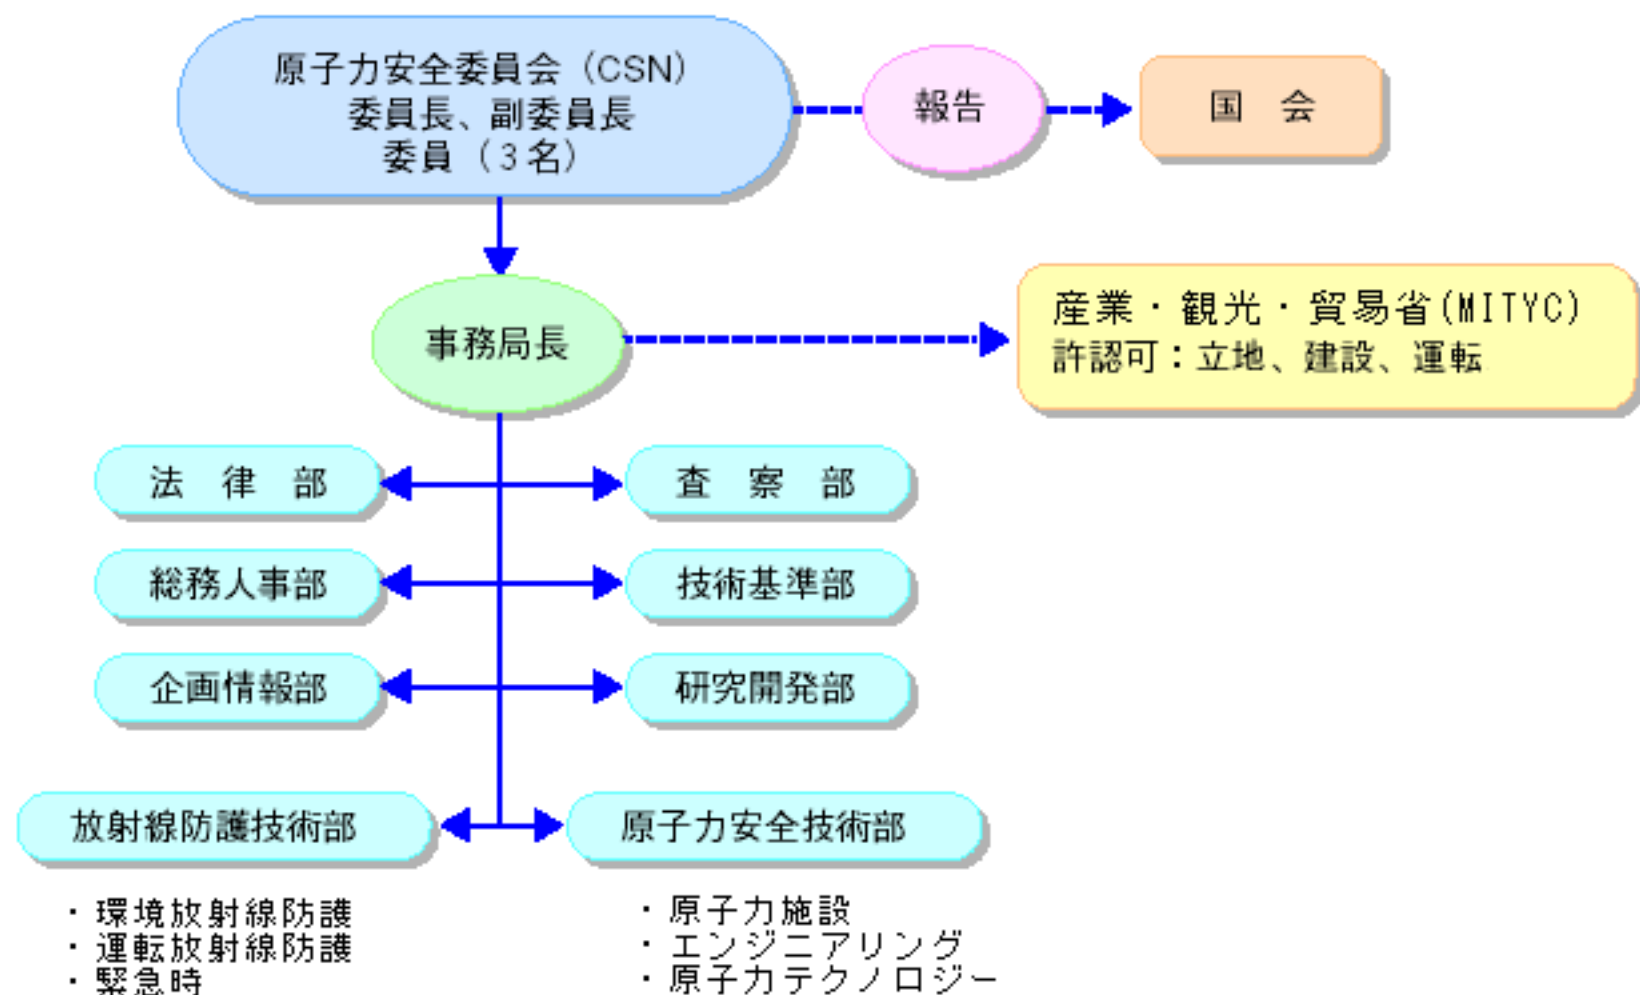 原子力安全委員会（CSN）
委員長、副委員長
委員（３名）
報告
国　会
事務局長
産業・観光・貿易省(MITYC)
許認可：立地、建設、運転
法　律　部
査　察　部
総務人事部
技術基準部
企画情報部
研究開発部
放射線防護技術部
原子力安全技術部
・環境放射線防護
・運転放射線防護
・緊急時
・原子力施設
・エンジニアリング
・原子力テクノロジー